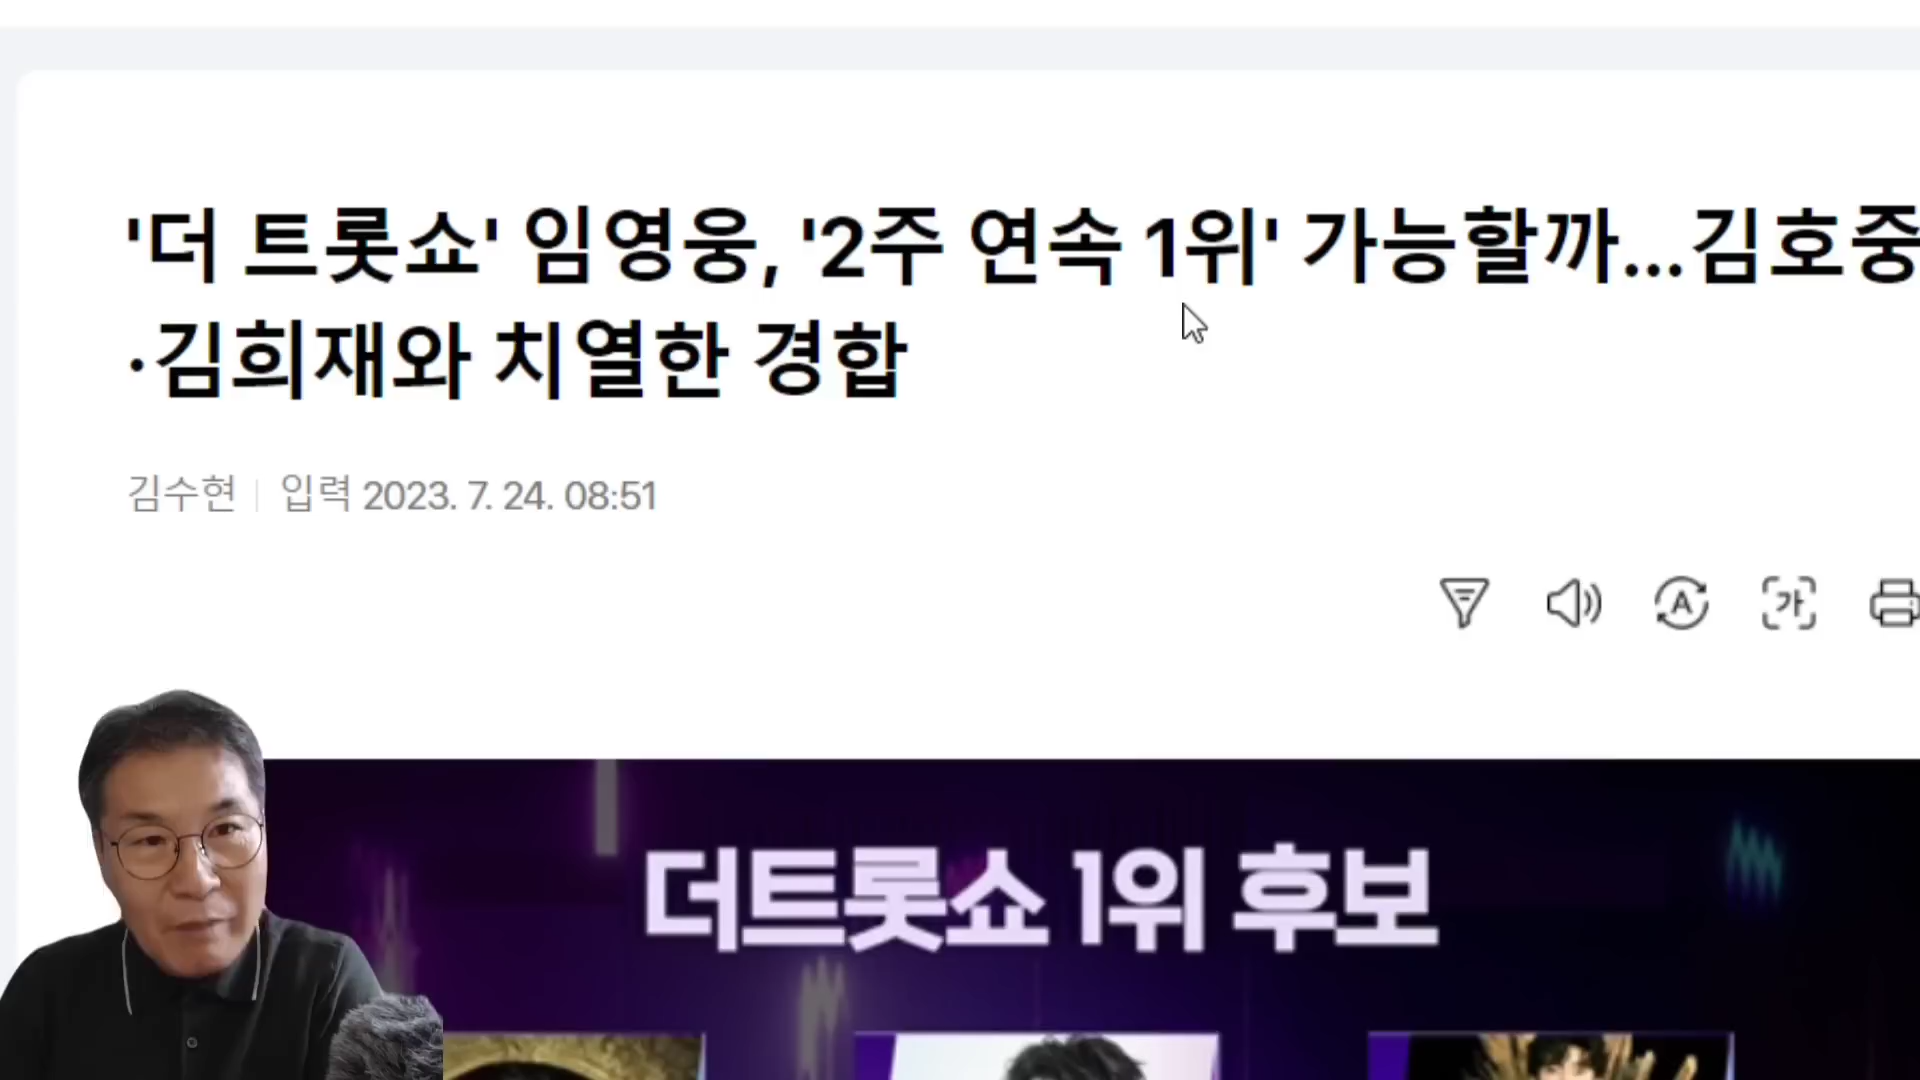 '더 트롯쇼' 임영웅, '2주 연속 1위' 가능할까...김호중
·김희재와 치열한 경합
김수현 입력 2023. 7. 24. 08:51
A
가
더트롯쇼 1위 후보